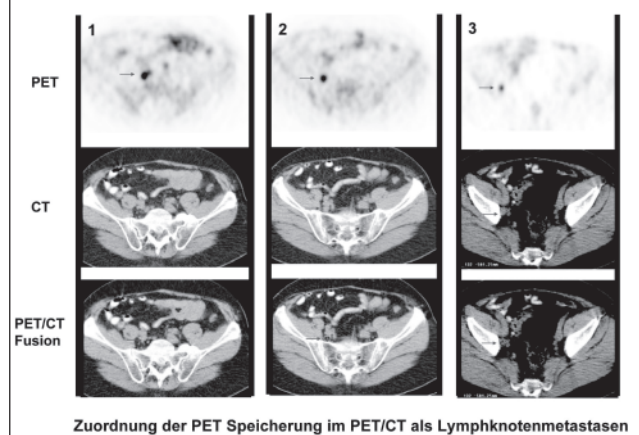 1
2
3
PET
CT
PET/CT
Fusion
Zuordnung der PET Speicherung im PET/CT als Lymphknotenmetastasen